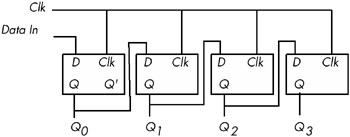 Clk
Data In
D Clk D Clk D Clk D Clk
Q Q' Q Q Q
Q0 Q1 Q2 Q3